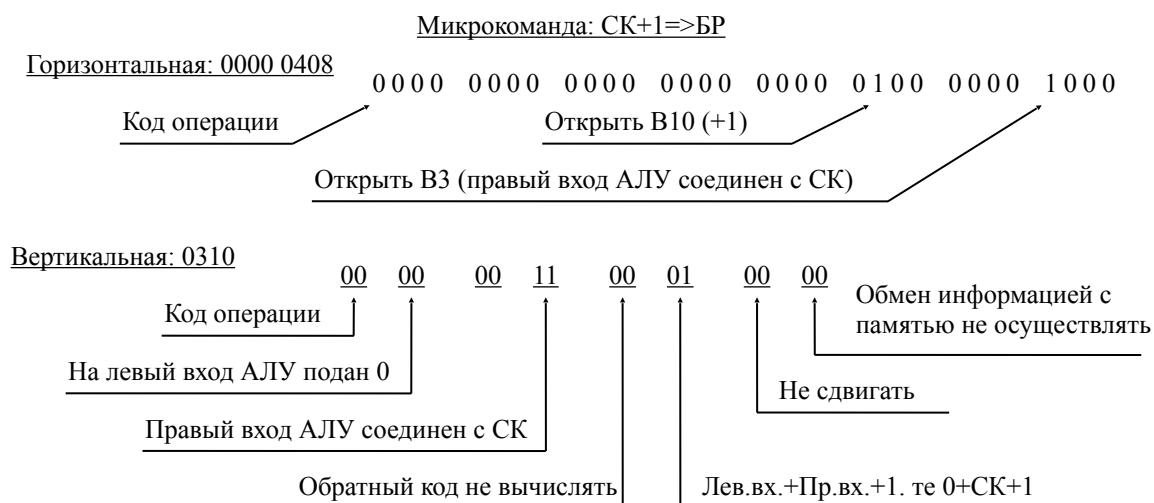 Микрокоманда: СК+1=>БР
Горизонтальная: 0000 0408
0000 0000 0000 0000 0000 0100 0000 1000
Код операции
Открыть В10 (+1)
Открыть В3 (правый вход АЛУ соединен с СК)
Вертикальная: 0310
00 00 00 11 00 01 00 00
Код операции
Обмен информацией с
памятью не осуществлять
На левый вход АЛУ подан 0
Не сдвигать
Правый вход АЛУ соединен с СК
Обратный код не вычислять
Лев.вх.+Пр.вх.+1. те 0+СК+1